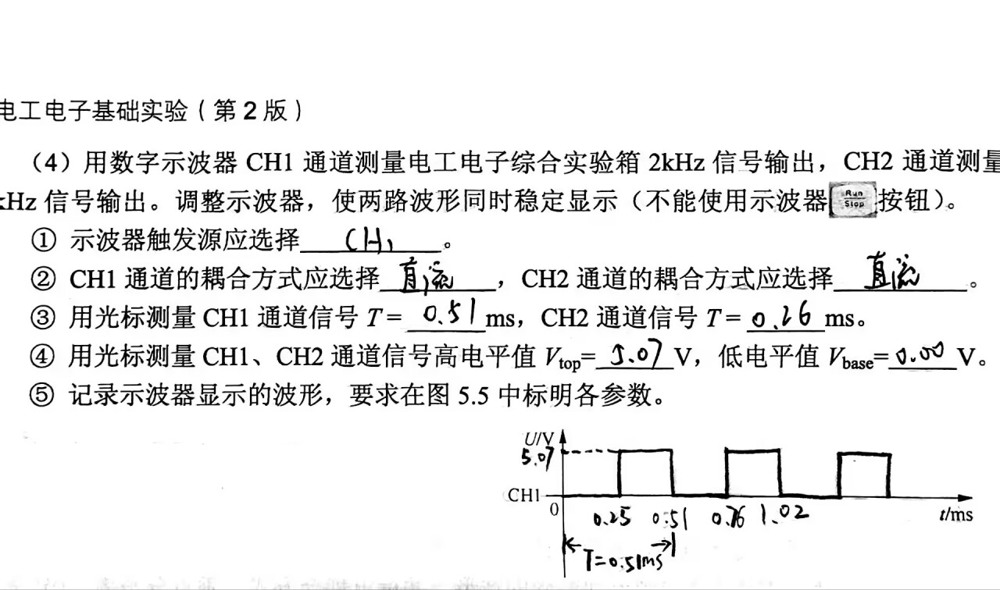 电工电子基础实验（第2版）
（4）用数字示波器 CH1 通道测量电工电子综合实验箱 2kHz 信号输出，CH2 通道测量
kHz 信号输出。调整示波器，使两路波形同时稳定显示（不能使用示波器 Run Stop 按钮）。
① 示波器触发源应选择 CH1 。
② CH1 通道的耦合方式应选择 直流 ，CH2 通道的耦合方式应选择 直流 。
③ 用光标测量 CH1 通道信号 T= 0.51 ms，CH2 通道信号 T= 0.26 ms。
④ 用光标测量 CH1、CH2 通道信号高电平值 Vtop= 5.07 V，低电平值 Vbase= 0.00 V。
⑤ 记录示波器显示的波形，要求在图 5.5 中标明各参数。
U/V
5.07
CH1
0 0.25 0.51 0.76 1.02 t/ms
T=0.51ms